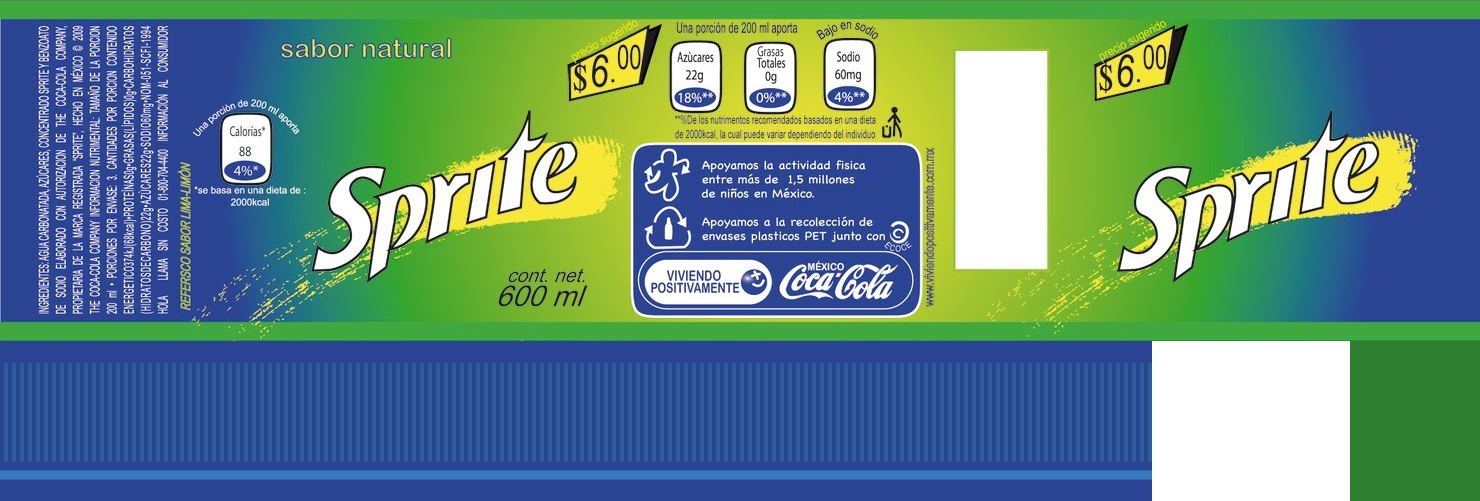 INGREDIENTES: AGUA CARBONATADA, AZÚCARES, CONCENTRADO SPRITE Y BENZOATO
DE SODIO ELABORADO CON AUTORIZACION DE THE COCA-COLA COMPANY,
PROPIETARIA DE LA MARCA REGISTRADA "SPRITE, HECHO EN MÉXICO © 2009
THE COCA-COLA COMPANY INFORMACION NUTRIMENTAL: TAMAÑO DE LA PORCION
200 ml • PORCIONES POR ENVASE: 3. CANTIDADES POR PORCION CONTENIDO
HOLA LLAMA SIN COSTO 01-800-704-4400 INFORMACIÓN AL CONSUMIDOR
REFERISCO SABOR LIMA-LIMÓN
Una porciòn de 200 ml aporta
Calorías*
88
4%*
*se basa en una dieta de :
2000kcal
sabor natural
Sprite
cont. net.
600 ml
precio sugerido
$6.00
Una porción de 200 ml aporta
Azùcares
22g
18%**
Grasas
Totales
0g
0%**
Bajo en sodio
Sodio
60mg
4%**
**%De los nutrimentos recomendados basados en una dieta
de 2000kcal, la cual puede variar dependiendo del individuo
Apoyamos la actividad fisica
entre más de 1,5 millones
de niños en México.
Apoyamos a la recolección de
envases plasticos PET junto con
ECOCE
VIVIENDO
POSITIVAMENTE
MÉXICO
Coca-Cola
www.viviendopositivamente.com.mx
precio sugerido
$6.00
Sprite